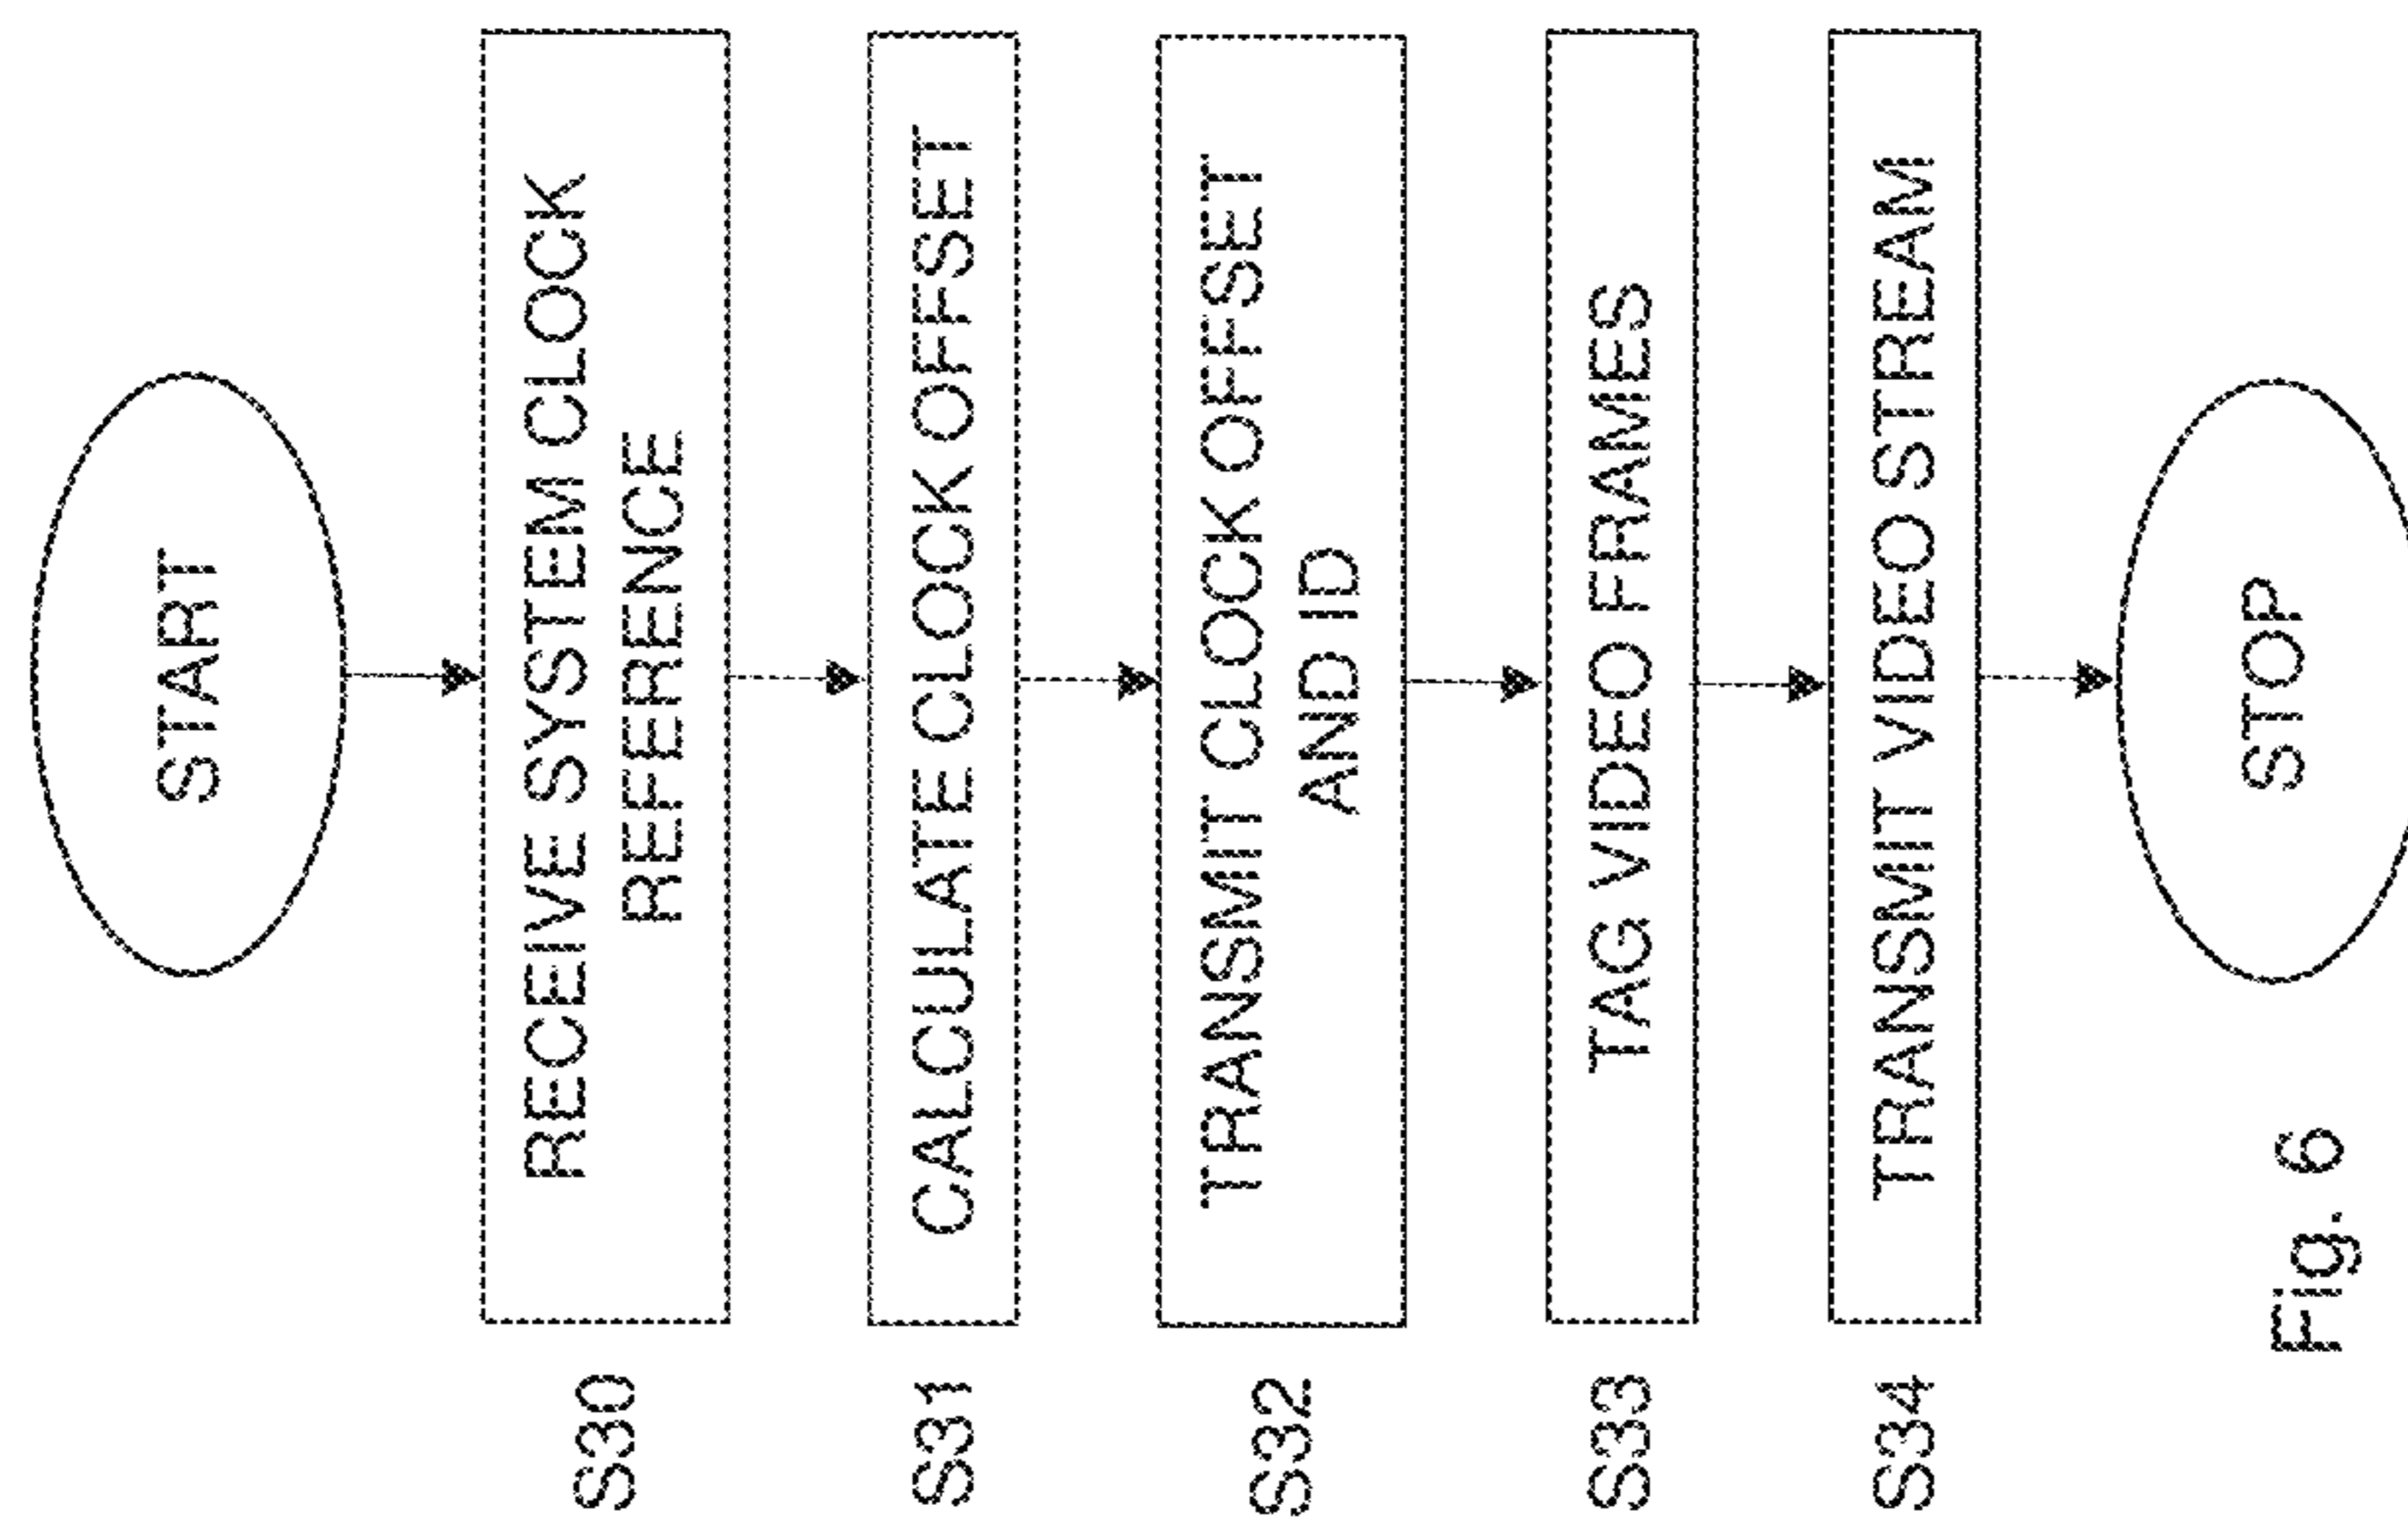 START
S30
RECEIVE SYSTEM CLOCK
REFERENCE
S31
CALCULATE CLOCK OFFSET
S32
TRANSMIT CLOCK OFFSET
AND ID
S33
TAG VIDEO FRAMES
S34
TRANSMIT VIDEO STREAM
STOP
Fig. 6